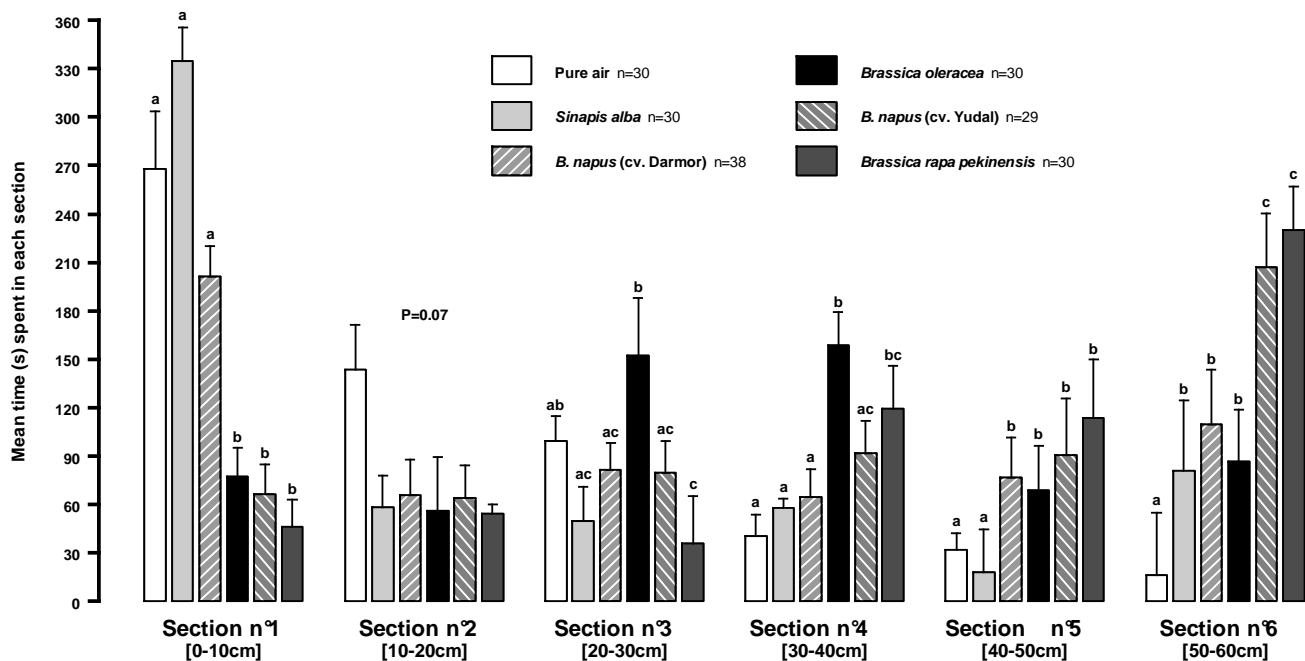 Mean time (s) spent in each section
360
330
300
270
240
210
180
150
120
90
60
30
0
Pure air n=30
Sinapis alba n=30
B. napus (cv. Darmor) n=38
Brassica oleracea n=30
B. napus (cv. Yudal) n=29
Brassica rapa pekinensis n=30
a a a b b b
P=0.07
ab ac ac b ac c
a a a b ac bc
a a b b b b
a b b b c c
Section n°1
[0-10cm]
Section n°2
[10-20cm]
Section n°3
[20-30cm]
Section n°4
[30-40cm]
Section n°5
[40-50cm]
Section n°6
[50-60cm]